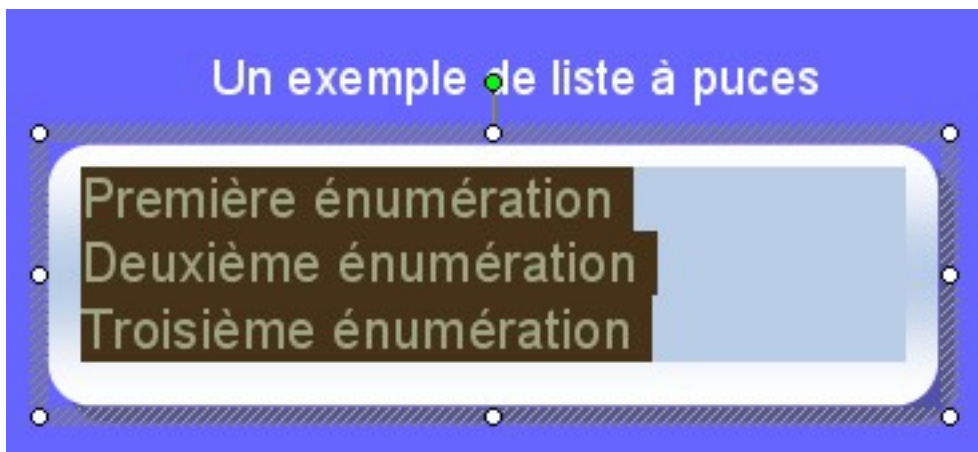 Un exemple de liste à puces
Première énumération
Deuxième énumération
Troisième énumération